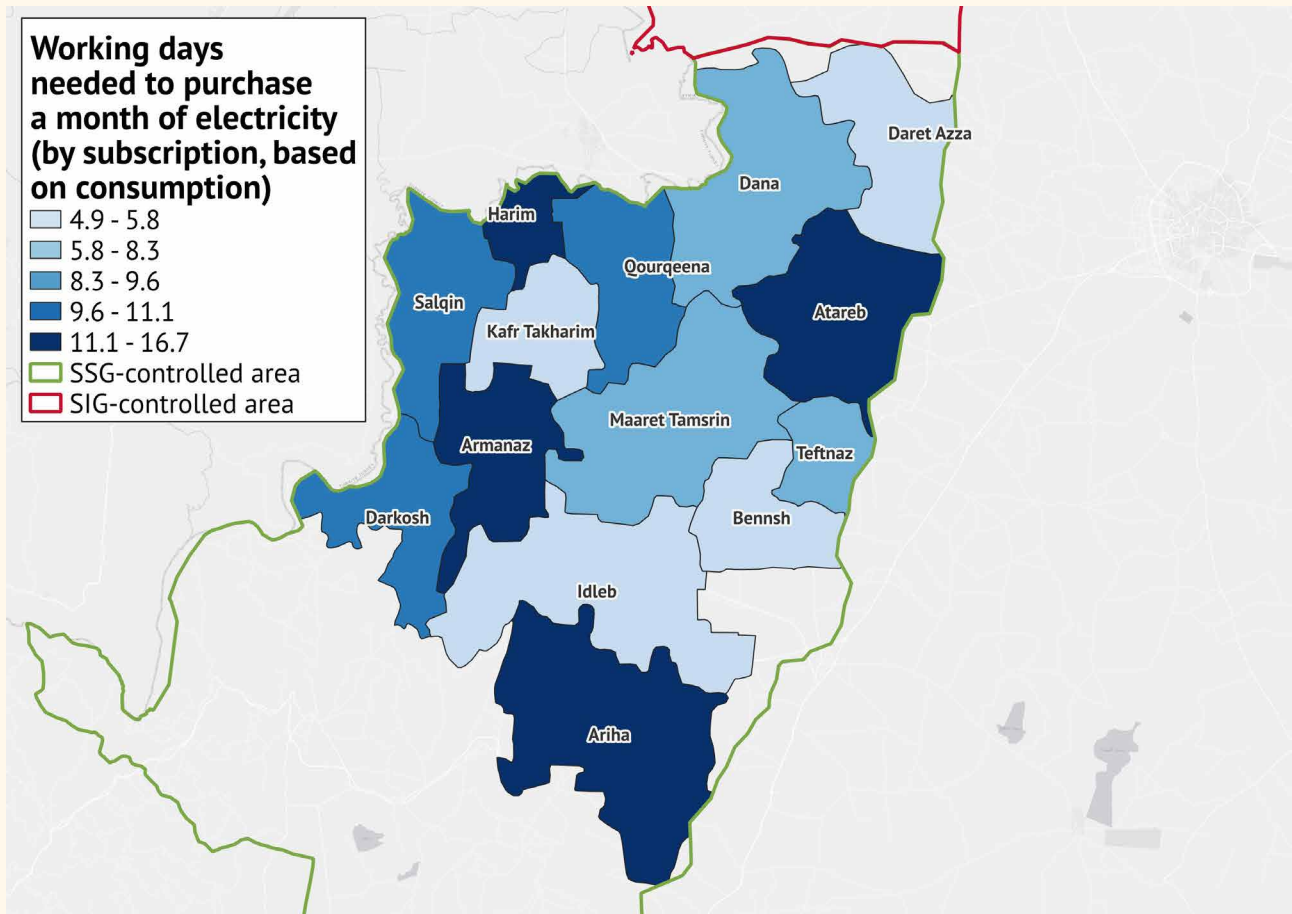 Working days
needed to purchase
a month of electricity
(by subscription, based
on consumption)
4.9 - 5.8
5.8 - 8.3
8.3 - 9.6
9.6 - 11.1
11.1 - 16.7
SSG-controlled area
SIG-controlled area
Daret Azza
Dana
Harim
Qourqeena
Salqin
Atareb
Kafr Takharim
Maaret Tamsrin
Armanaz
Teftnaz
Darkosh
Bennsh
Idleb
Ariha